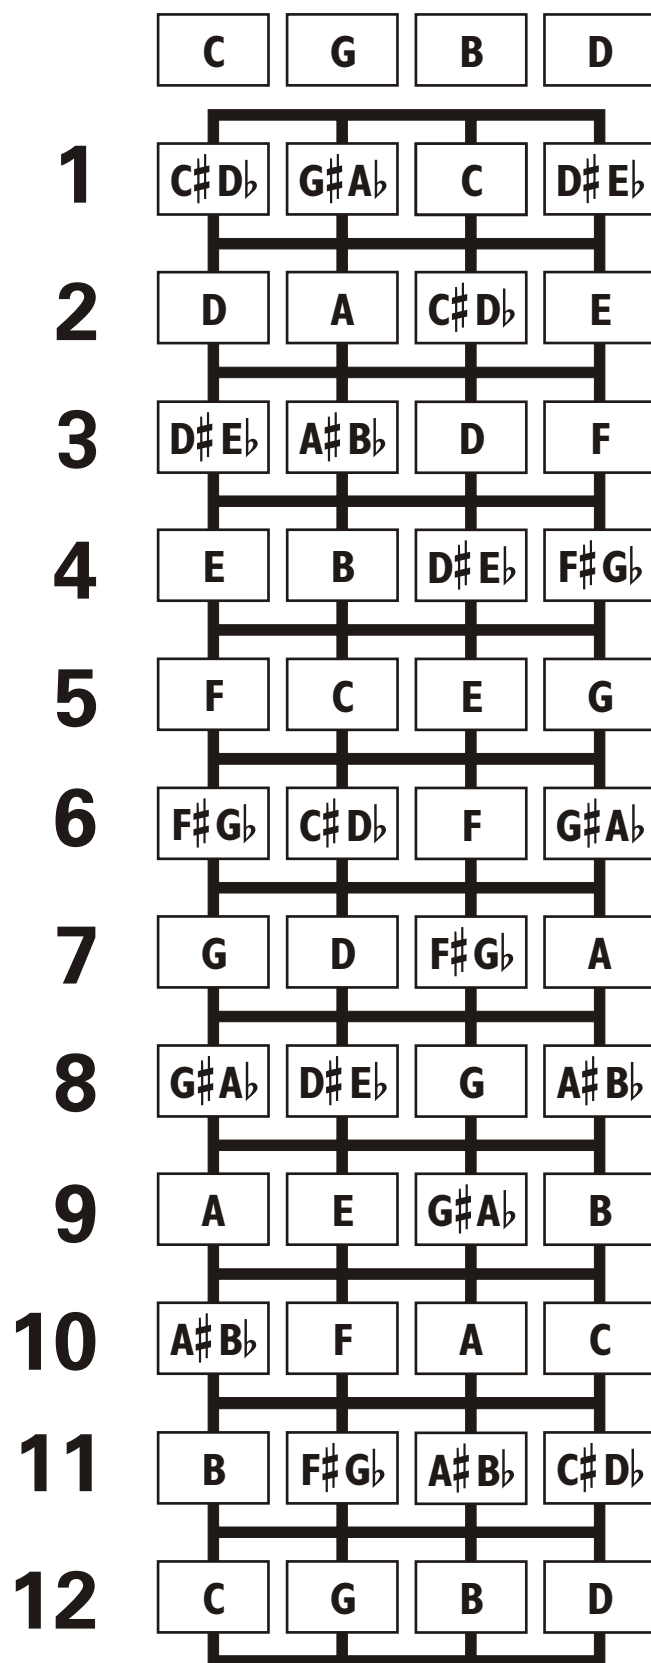 C G B D
1 C♯D♭ G♯A♭ C D♯E♭
2 D A C♯D♭ E
3 D♯E♭ A♯B♭ D F
4 E B D♯E♭ F♯G♭
5 F C E G
6 F♯G♭ C♯D♭ F G♯A♭
7 G D F♯G♭ A
8 G♯A♭ D♯E♭ G A♯B♭
9 A E G♯A♭ B
10 A♯B♭ F A C
11 B F♯G♭ A♯B♭ C♯D♭
12 C G B D